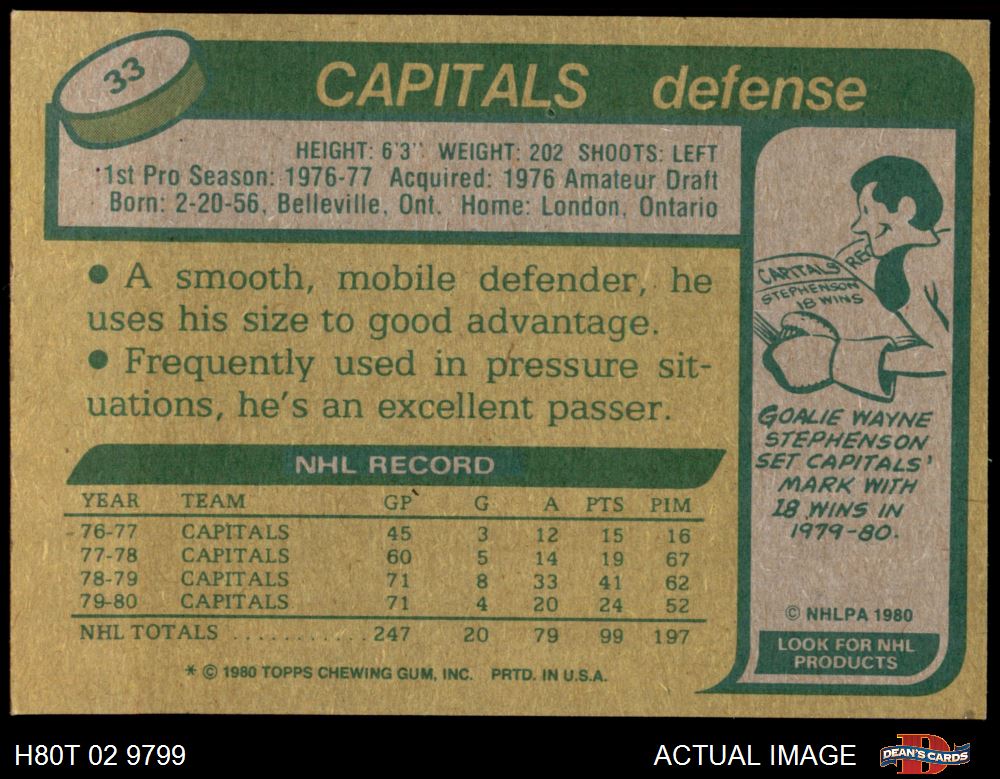 33
CAPITALS defense
HEIGHT: 6'3" WEIGHT: 202 SHOOTS: LEFT
1st Pro Season: 1976-77 Acquired: 1976 Amateur Draft
Born: 2-20-56, Belleville, Ont. Home: London, Ontario
● A smooth, mobile defender, he
uses his size to good advantage.
● Frequently used in pressure sit-
uations, he's an excellent passer.
NHL RECORD
YEAR TEAM GP G A PTS PIM
76-77 CAPITALS 45 3 12 15 16
77-78 CAPITALS 60 5 14 19 67
78-79 CAPITALS 71 8 33 41 62
79-80 CAPITALS 71 4 20 24 52
NHL TOTALS ........... 247 20 79 99 197
* © 1980 TOPPS CHEWING GUM, INC. PRTD. IN U.S.A.
CAPITALS REC
STEPHENSON
18 WINS
GOALIE WAYNE
STEPHENSON
SET CAPITALS'
MARK WITH
18 WINS IN
1979-80.
© NHLPA 1980
LOOK FOR NHL
PRODUCTS
H80T 02 9799
ACTUAL IMAGE
D
DEAN'S CARDS